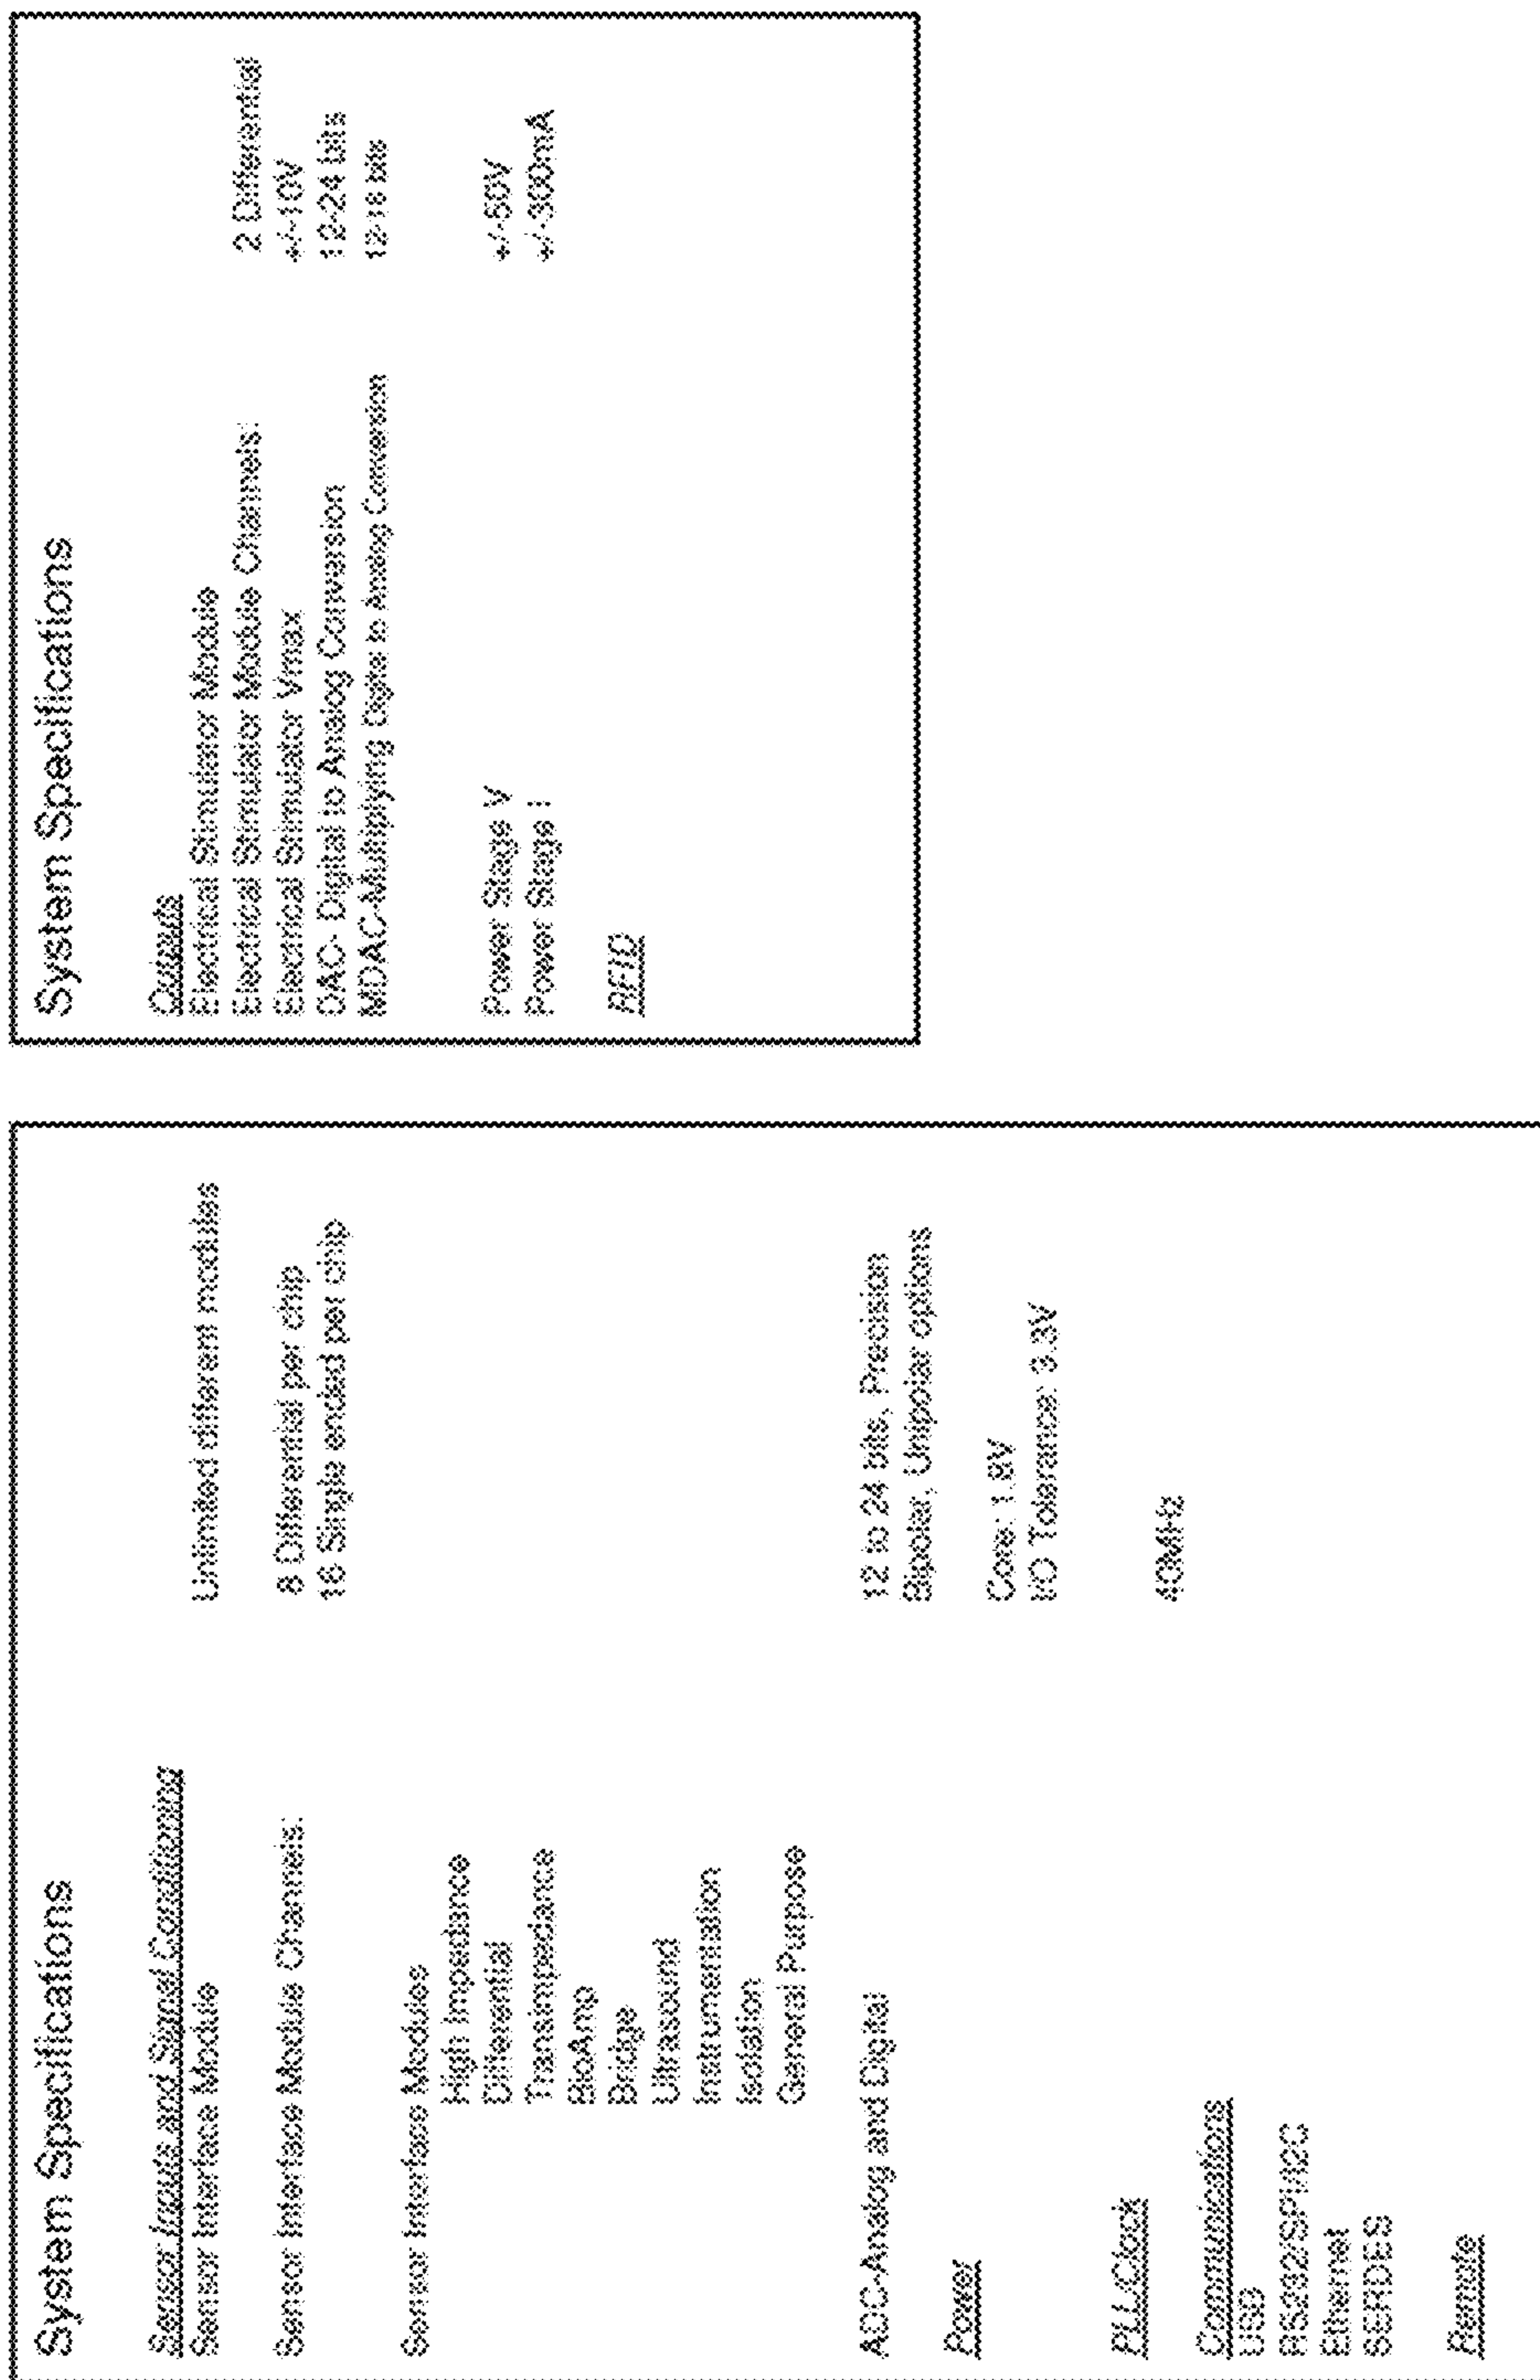 System Specifications
Sensor Inputs and Signal Conditioning
Sensor Interface Module Unlimited different modules
Sensor Interface Module Channels: 8 Differential per chip
16 Single ended per chip
Sensor Interface Modules
High Impedance
Differential
Transimpedance
BioAmp
Bridge
Ultrasound
Instrumentation
Isolation
General Purpose
ADC-Analog and Digital 12 to 24 bits, Precision
Bipolar, Unipolar options
Power Core: 1.8V
I/O Tolerance: 3.3V
PLL/Clock 40MHz
Communications
USB
RS232/SPI/I2C
Ethernet
SERDES
Remote
System Specifications
Outputs
Electrical Stimulator Module
Electrical Stimulator Module Channels: 2 Differential
Electrical Stimulator Vmax +/-10V
DAC- Digital to Analog Conversion 12-24 bits
MDAC-Multiplying Digital to Analog Conversion 12-16 bits
Power Stage V +/-50V
Power Stage I +/-300mA
RFID